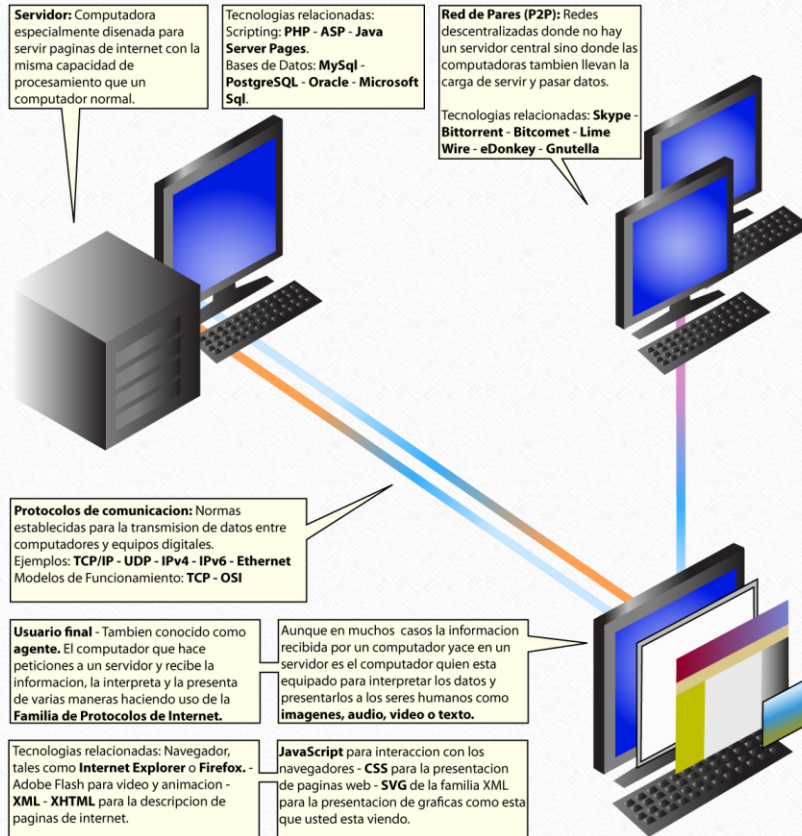 Servidor: Computadora
especialmente disenada para
servir paginas de internet con la
misma capacidad de
procesamiento que un
computador normal.
Tecnologias relacionadas:
Scripting: PHP - ASP - Java
Server Pages.
Bases de Datos: MySql -
PostgreSQL - Oracle - Microsoft
Sql.
Red de Pares (P2P): Redes
descentralizadas donde no hay
un servidor central sino donde las
computadoras tambien llevan la
carga de servir y pasar datos.
Tecnologias relacionadas: Skype -
Bittorrent - Bitcomet - Lime
Wire - eDonkey - Gnutella
Protocolos de comunicacion: Normas
establecidas para la transmision de datos entre
computadores y equipos digitales.
Ejemplos: TCP/IP - UDP - IPv4 - IPv6 - Ethernet
Modelos de Funcionamiento: TCP - OSI
Usuario final - Tambien conocido como
agente. El computador que hace
peticiones a un servidor y recibe la
informacion, la interpreta y la presenta
de varias maneras haciendo uso de la
Familia de Protocolos de Internet.
Aunque en muchos casos la informacion
recibida por un computador yace en un
servidor es el computador quien esta
equipado para interpretar los datos y
presentarlos a los seres humanos como
imagenes, audio, video o texto.
Tecnologias relacionadas: Navegador,
tales como Internet Explorer o Firefox. -
Adobe Flash para video y animacion -
XML - XHTML para la descripcion de
paginas de internet.
JavaScript para interaccion con los
navegadores - CSS para la presentacion
de paginas web - SVG de la familia XML
para la presentacion de graficas como esta
que usted esta viendo.